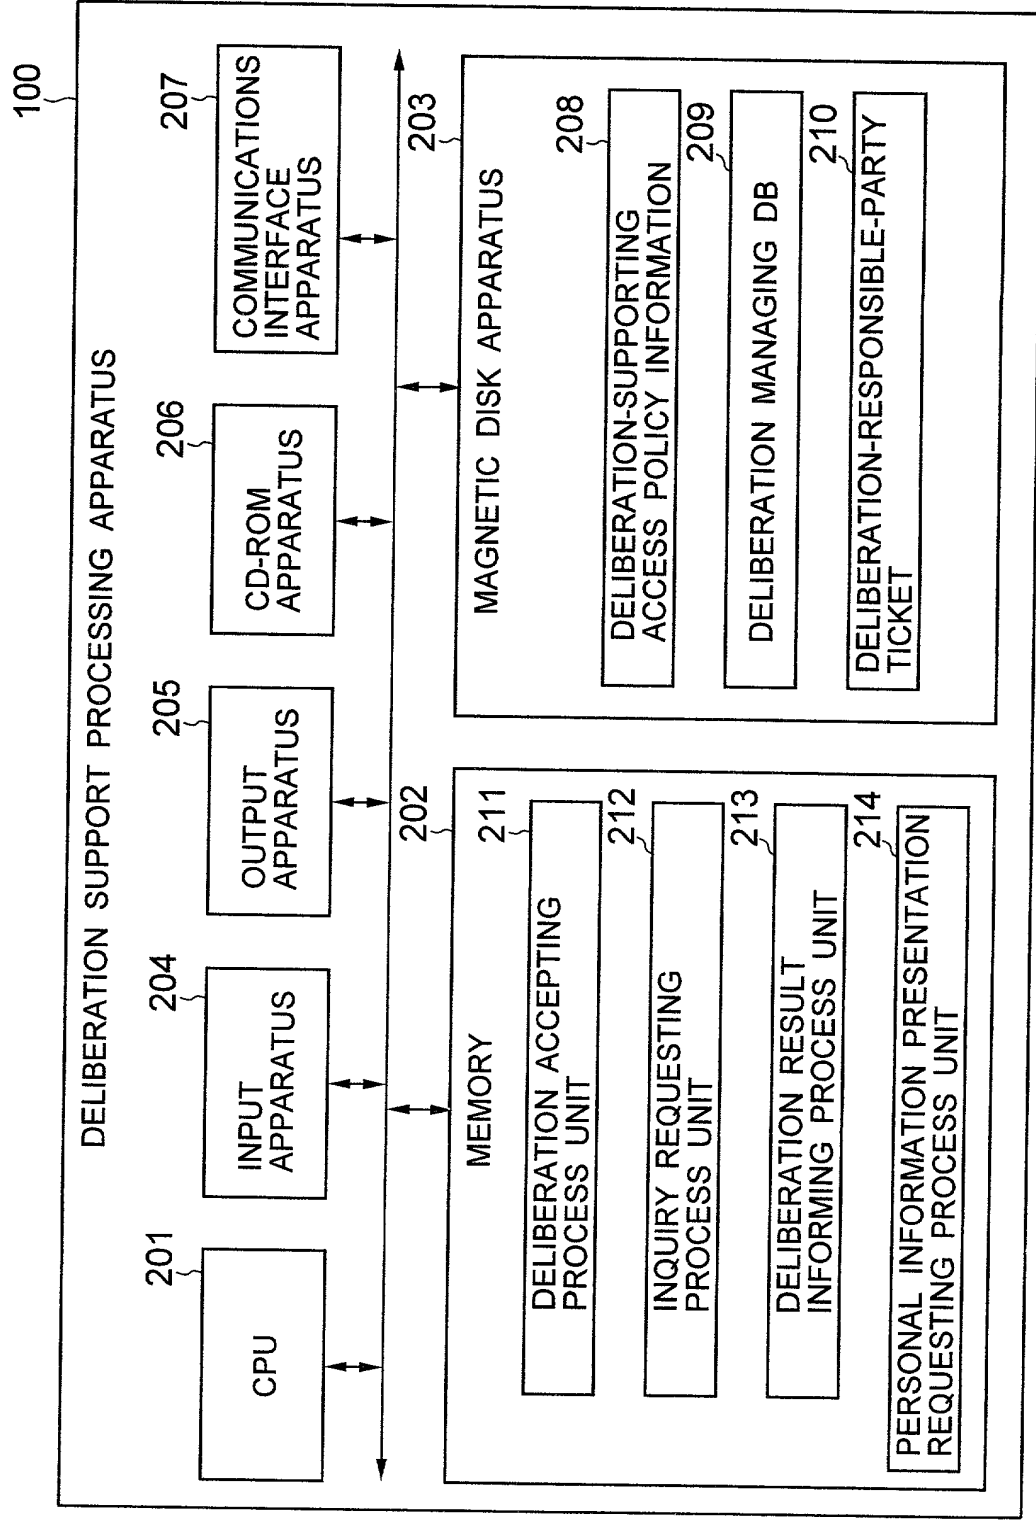 100
DELIBERATION SUPPORT PROCESSING APPARATUS
201
CPU
204
INPUT
APPARATUS
205
OUTPUT
APPARATUS
206
CD-ROM
APPARATUS
207
COMMUNICATIONS
INTERFACE
APPARATUS
202
MEMORY
211
DELIBERATION ACCEPTING
PROCESS UNIT
212
INQUIRY REQUESTING
PROCESS UNIT
213
DELIBERATION RESULT
INFORMING PROCESS UNIT
214
PERSONAL INFORMATION PRESENTATION
REQUESTING PROCESS UNIT
203
MAGNETIC DISK APPARATUS
208
DELIBERATION-SUPPORTING
ACCESS POLICY INFORMATION
209
DELIBERATION MANAGING DB
210
DELIBERATION-RESPONSIBLE-PARTY
TICKET